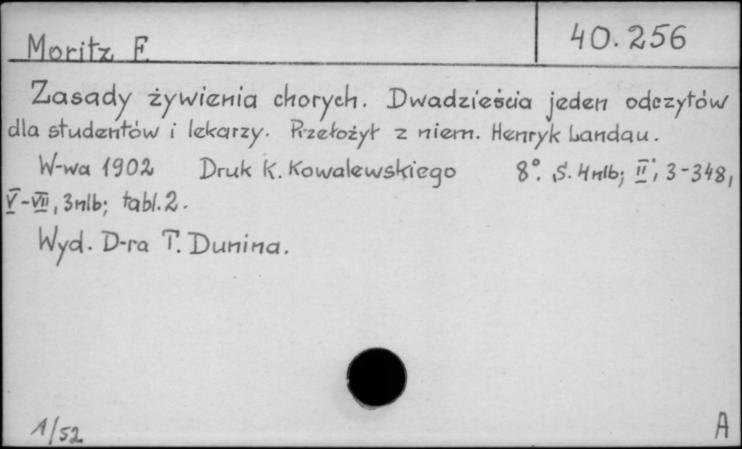 Moritz F.
40.256
Zasady żywienia chorych. Dwadzieścia jeden odczytów
dla studentów i lekarzy. Przełożył z niem. Henryk Landau.
W-wa 1902 Druk K. Kowalewskiego 8°. S. 4nlb; II, 3-348,
V-VII, 3nlb; tabl. 2.
Wyd. D-ra T. Dunina.
1/52
A